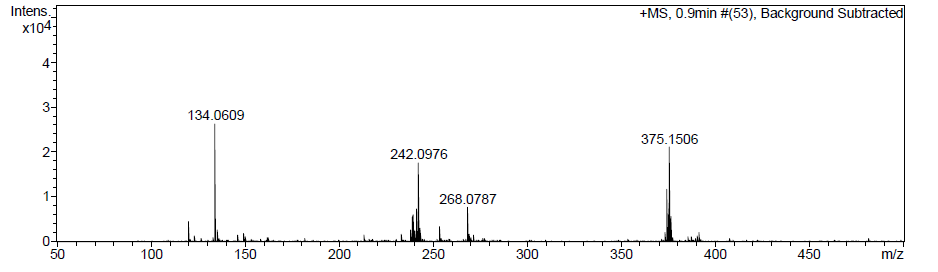 Intens.
x10⁴
+MS, 0.9min #(53), Background Subtracted
4
3
2
1
0
134.0609
242.0976
268.0787
375.1506
50 100 150 200 250 300 350 400 450 m/z